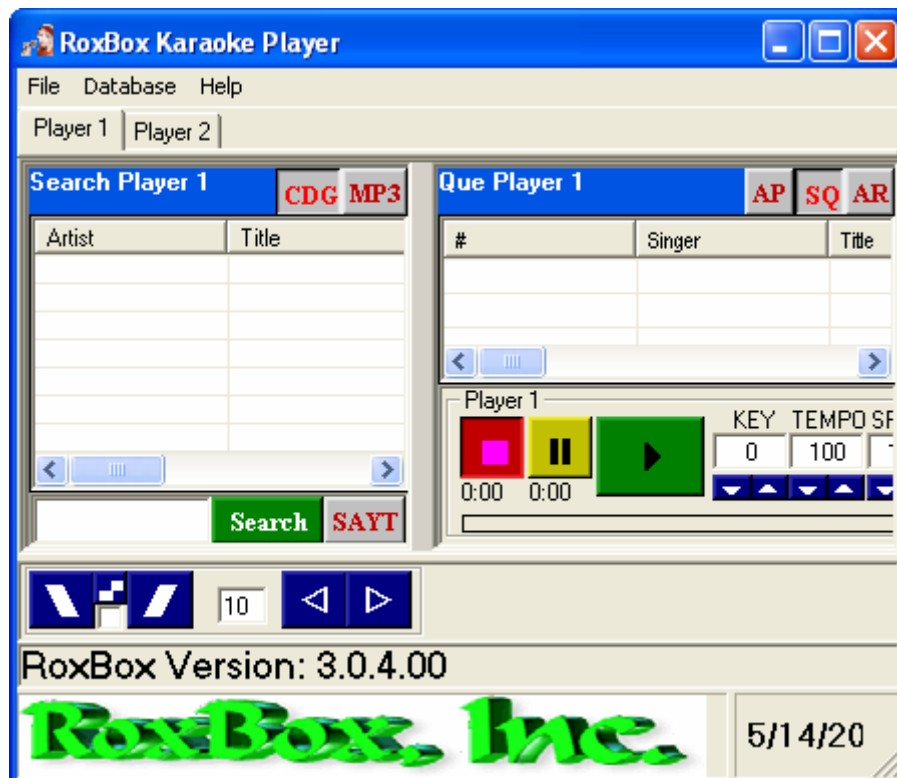 RoxBox Karaoke Player
File Database Help
Player 1 Player 2
Search Player 1 CDG MP3
Artist Title
Search SAYT
Que Player 1 AP SQ AR
# Singer Title
Player 1
KEY TEMPO
0 100
0:00 0:00
10
RoxBox Version: 3.0.4.00
RoxBox, Inc.
5/14/20